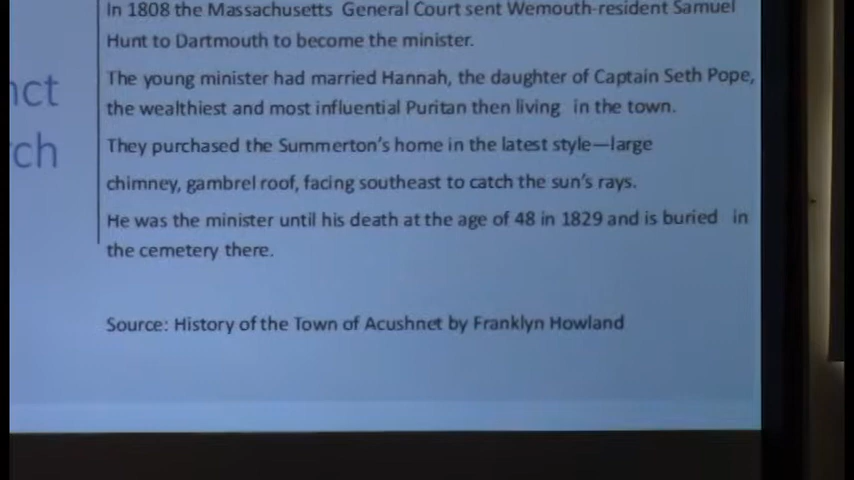 In 1808 the Massachusetts General Court sent Wemouth-resident Samuel
Hunt to Dartmouth to become the minister.
The young minister had married Hannah, the daughter of Captain Seth Pope,
the wealthiest and most influential Puritan then living in the town.
They purchased the Summerton's home in the latest style—large
chimney, gambrel roof, facing southeast to catch the sun's rays.
He was the minister until his death at the age of 48 in 1829 and is buried in
the cemetery there.
Source: History of the Town of Acushnet by Franklyn Howland